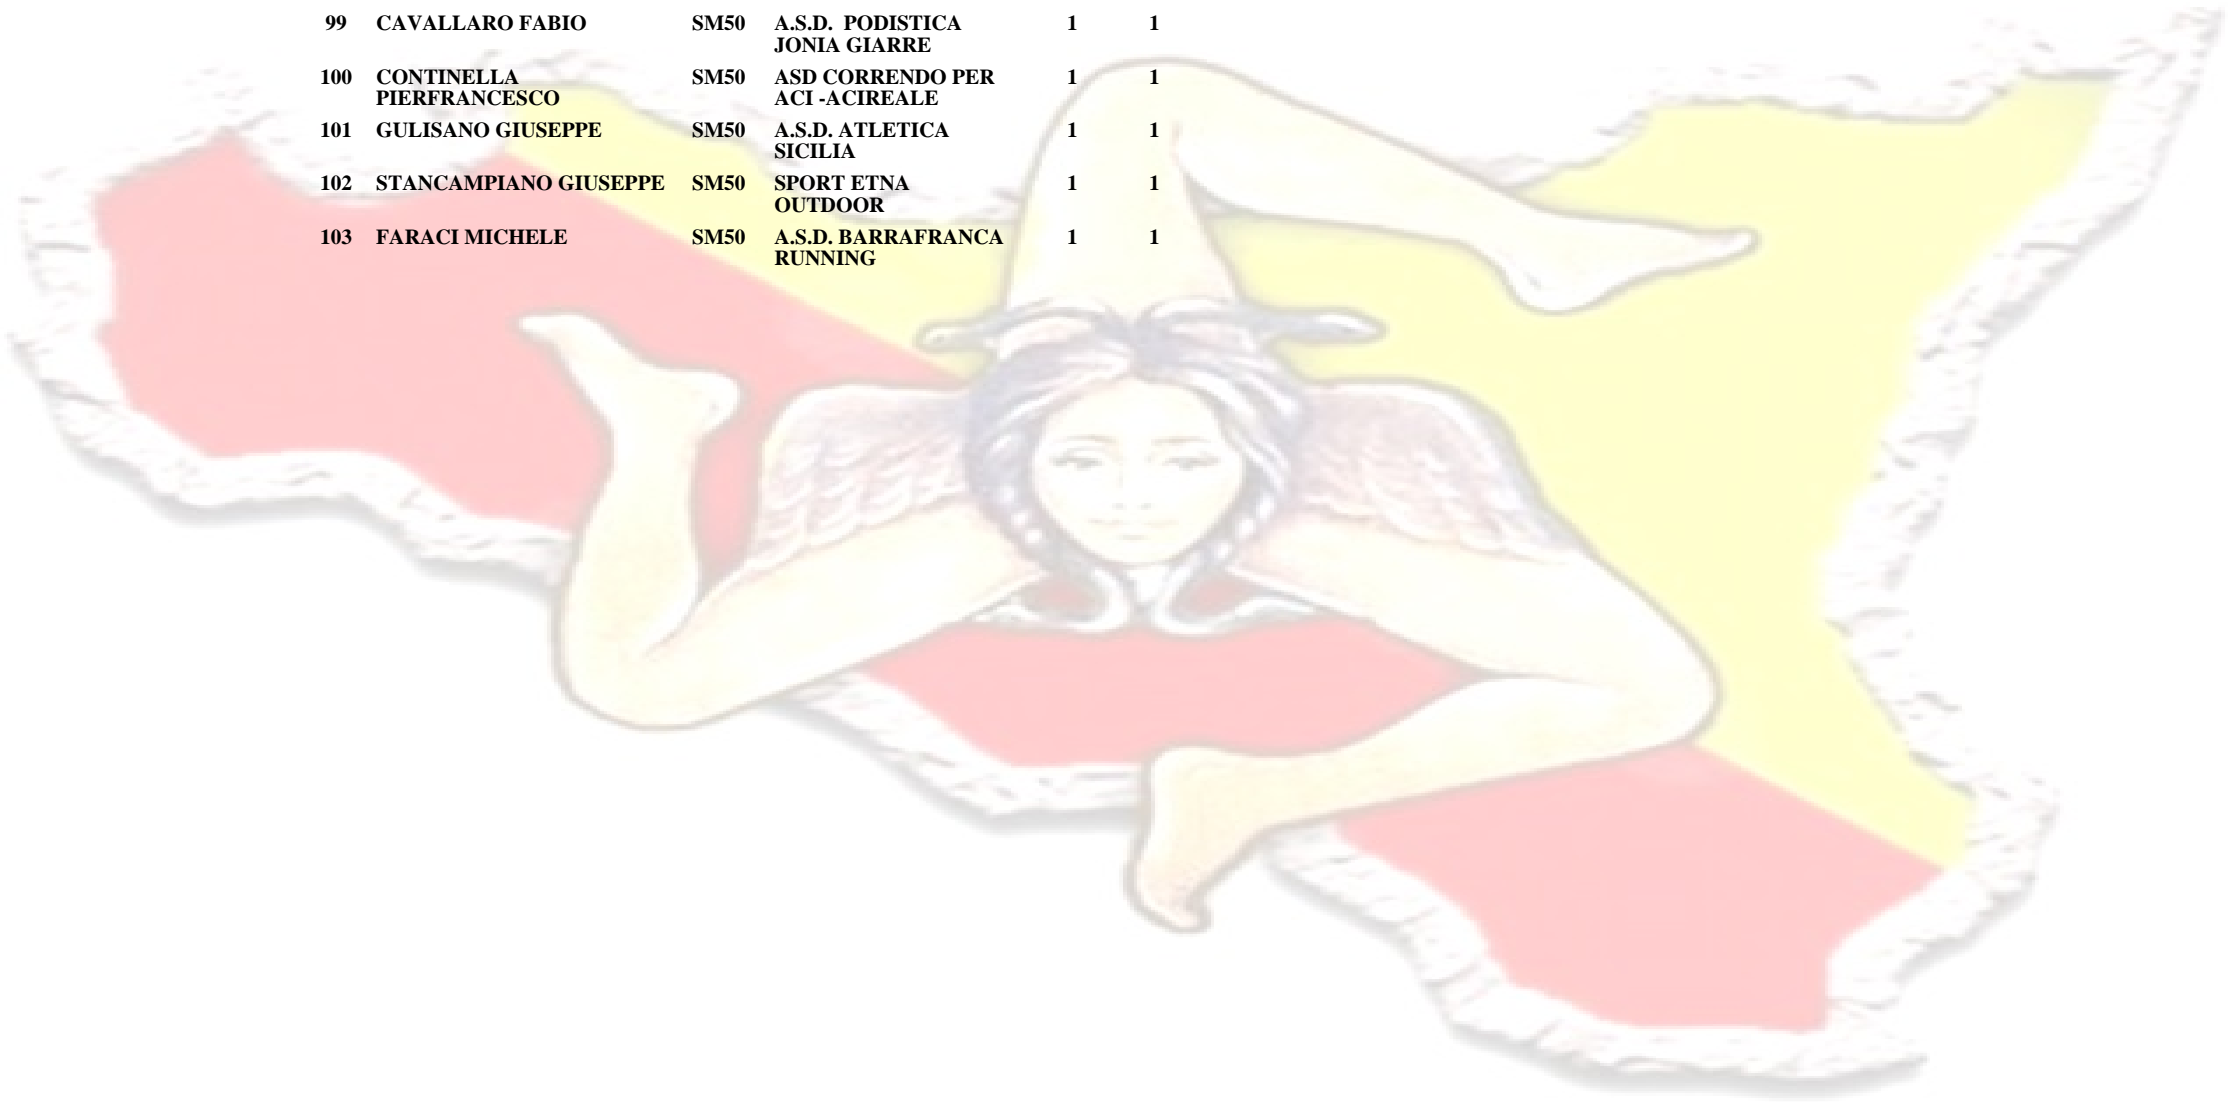 99 CAVALLARO FABIO SM50 A.S.D.  PODISTICA 1 1
JONIA GIARRE
100 CONTINELLA SM50 ASD CORRENDO PER 1 1
PIERFRANCESCO ACI -ACIREALE
101 GULISANO GIUSEPPE SM50 A.S.D. ATLETICA 1 1
SICILIA
102 STANCAMPIANO GIUSEPPE SM50 SPORT ETNA 1 1
OUTDOOR
103 FARACI MICHELE SM50 A.S.D. BARRAFRANCA 1 1
RUNNING